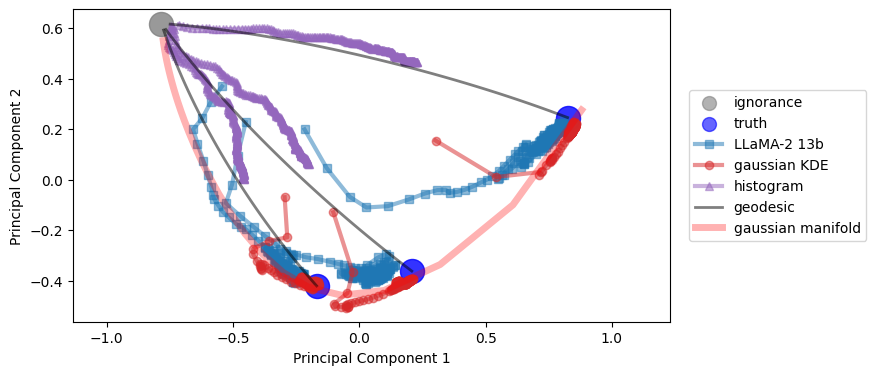 0.6
0.4
0.2
0.0
−0.2
−0.4
Principal Component 2
−1.0
−0.5
0.0
0.5
1.0
Principal Component 1
ignorance
truth
LLaMA-2 13b
gaussian KDE
histogram
geodesic
gaussian manifold